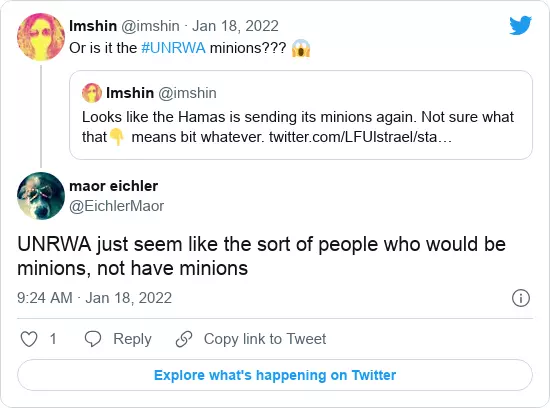 Imshin @imshin · Jan 18, 2022
Or is it the #UNRWA minions??? 😱
Imshin @imshin
Looks like the Hamas is sending its minions again. Not sure what
that👇 means bit whatever. twitter.com/LFUIstrael/sta…
maor eichler
@EichlerMaor
UNRWA just seem like the sort of people who would be
minions, not have minions
9:24 AM · Jan 18, 2022
1 Reply Copy link to Tweet
Explore what's happening on Twitter